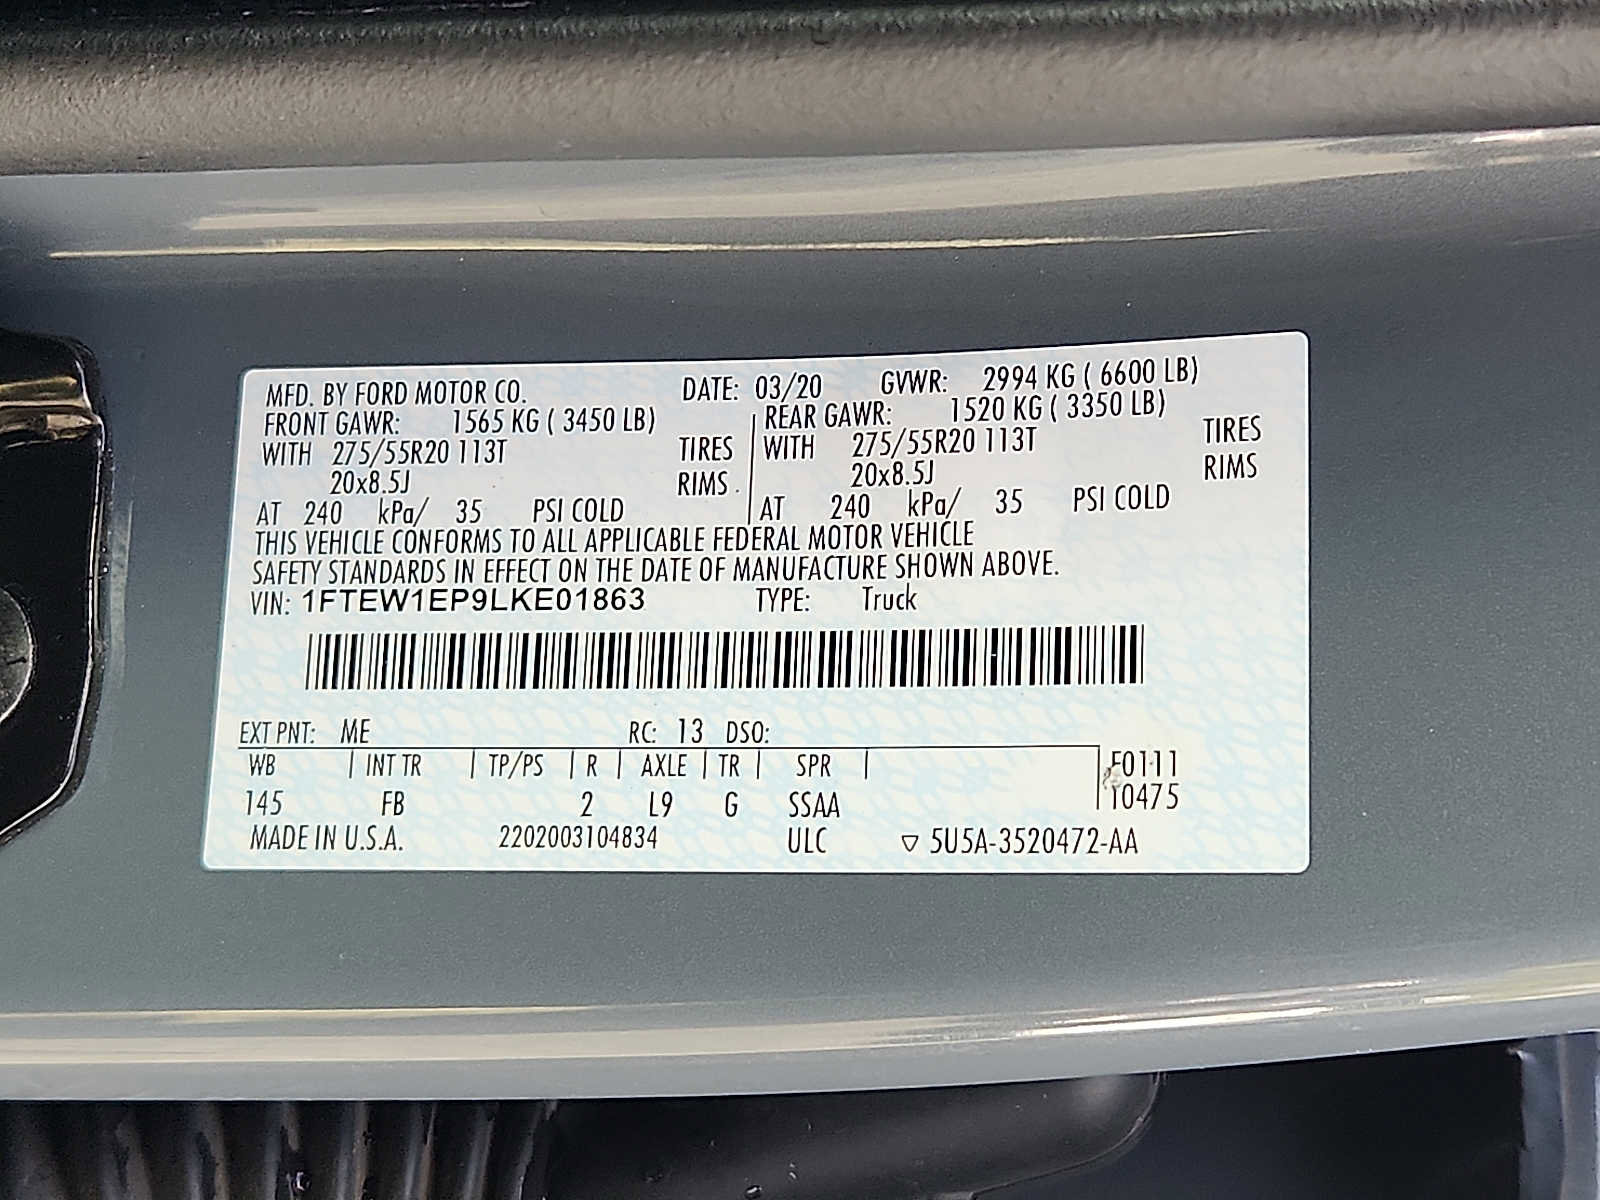 MFD. BY FORD MOTOR CO. DATE: 03/20 GVWR: 2994 KG ( 6600 LB)
FRONT GAWR: 1565 KG ( 3450 LB) REAR GAWR: 1520 KG ( 3350 LB)
WITH 275/55R20 113T TIRES WITH 275/55R20 113T TIRES
20x8.5J RIMS 20x8.5J RIMS
AT 240 kPa/ 35 PSI COLD AT 240 kPa/ 35 PSI COLD
THIS VEHICLE CONFORMS TO ALL APPLICABLE FEDERAL MOTOR VEHICLE
SAFETY STANDARDS IN EFFECT ON THE DATE OF MANUFACTURE SHOWN ABOVE.
VIN: 1FTEW1EP9LKE01863 TYPE: Truck
EXT PNT: ME RC: 13 DSO:
WB INT TR TP/PS R AXLE TR SPR F0111
145 FB 2 L9 G SSAA 10475
MADE IN U.S.A. 2202003104834 ULC ▽ 5U5A-3520472-AA